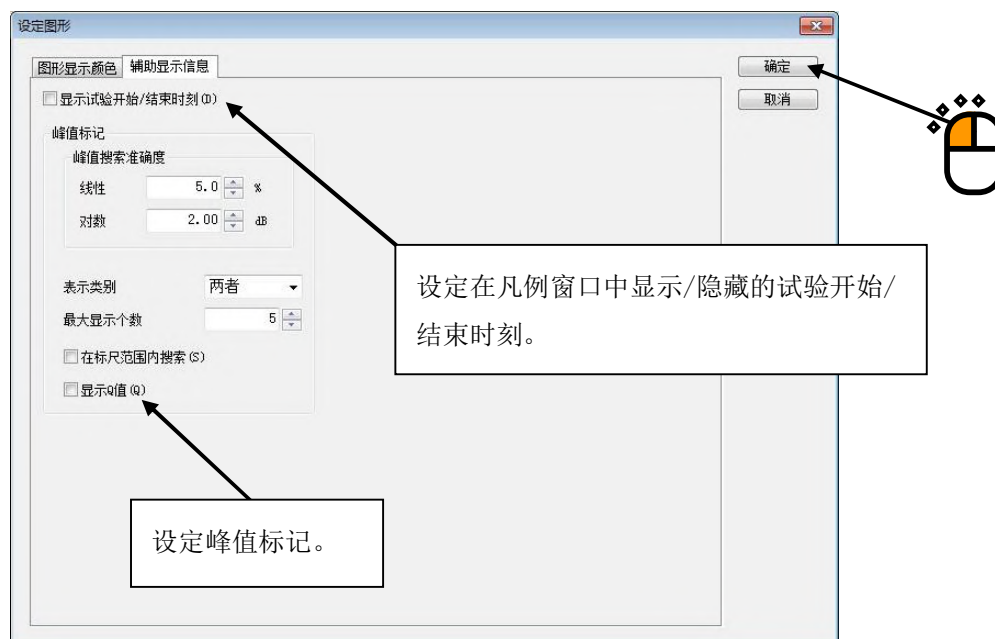 设定图形
图形显示颜色 辅助显示信息
确定
取消
显示试验开始/结束时刻(D)
峰值标记
峰值搜索准确度
线性 5.0 %
对数 2.00 dB
表示类别 两者
最大显示个数 5
在标尺范围内搜索(S)
显示Q值(Q)
设定在凡例窗口中显示/隐藏的试验开始/
结束时刻。
设定峰值标记。